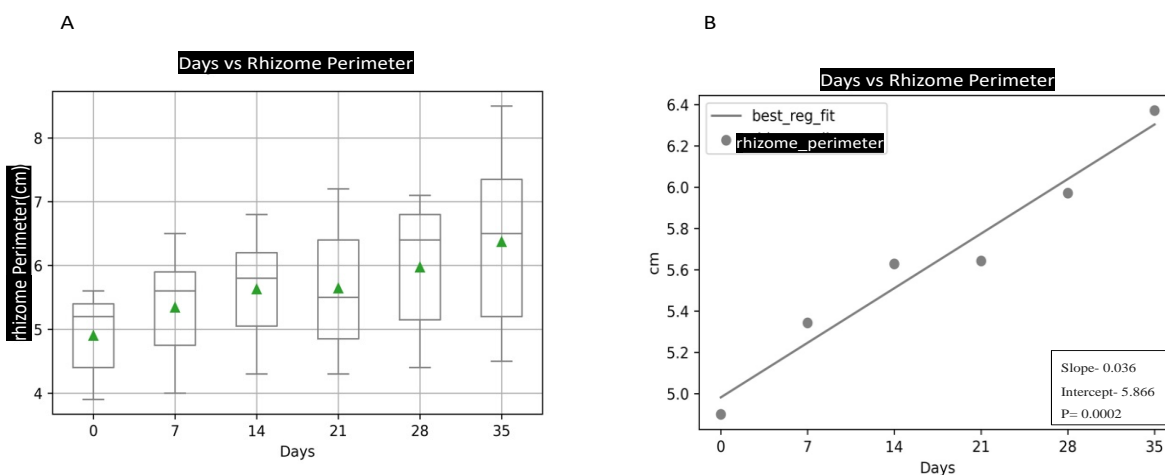 A
B
Days vs Rhizome Perimeter
Days vs Rhizome Perimeter
rhizome Perimeter(cm)
8
7
6
5
4
0 7 14 21 28 35
Days
cm
6.4
6.2
6.0
5.8
5.6
5.4
5.2
5.0
best_reg_fit
rhizome_perimeter
Slope- 0.036
Intercept- 5.866
P= 0.0002
0 7 14 21 28 35
Days